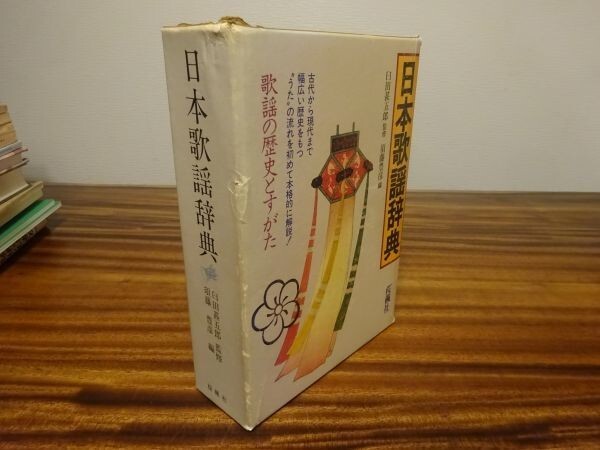 日本歌謡辞典
臼田甚五郎 監修
須藤豊彦 編
桜楓社
日本歌謡辞典
臼田甚五郎 監修 須藤豊彦 編
古代から現代まで
幅広い歴史をもつ
“うた”の流れを初めて本格的に解説!
歌謡の歴史とすがた
桜楓社